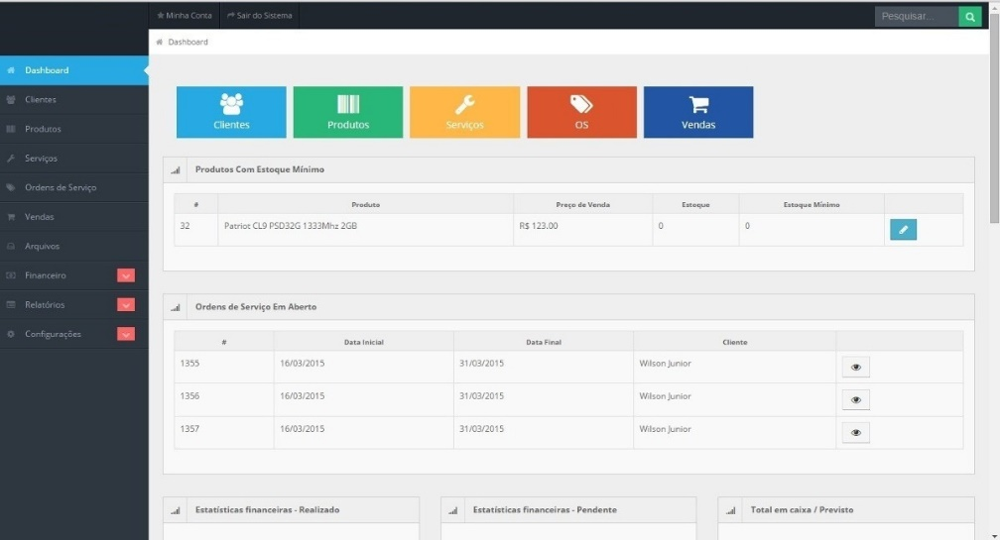 Minha Conta Sair do Sistema Pesquisar...
Dashboard
Dashboard
Clientes
Produtos
Serviços
Ordens de Serviço
Vendas
Arquivos
Financeiro
Relatórios
Configurações
Clientes Produtos Serviços OS Vendas
Produtos Com Estoque Mínimo
# Produto Preço de Venda Estoque Estoque Mínimo
32 Patriot CL9 PSD32G 1333Mhz 2GB R$ 123.00 0 0
Ordens de Serviço Em Aberto
# Data Inicial Data Final Cliente
1355 16/03/2015 31/03/2015 Wilson Junior
1356 16/03/2015 31/03/2015 Wilson Junior
1357 16/03/2015 31/03/2015 Wilson Junior
Estatísticas financeiras - Realizado Estatísticas financeiras - Pendente Total em caixa / Previsto